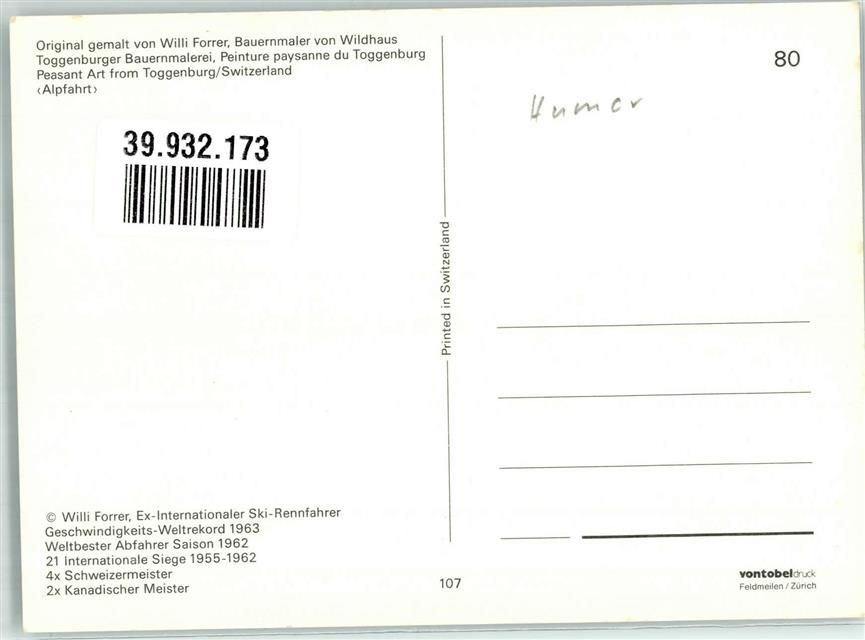 Original gemalt von Willi Forrer, Bauernmaler von Wildhaus
Toggenburger Bauernmalerei, Peinture paysanne du Toggenburg
Peasant Art from Toggenburg/Switzerland
‹Alpfahrt›
39.932.173
80
Humor
Printed in Switzerland
© Willi Forrer, Ex-Internationaler Ski-Rennfahrer
Geschwindigkeits-Weltrekord 1963
Weltbester Abfahrer Saison 1962
21 Internationale Siege 1955-1962
4x Schweizermeister
2x Kanadischer Meister
107
vontobeldruck
Feldmeilen / Zürich